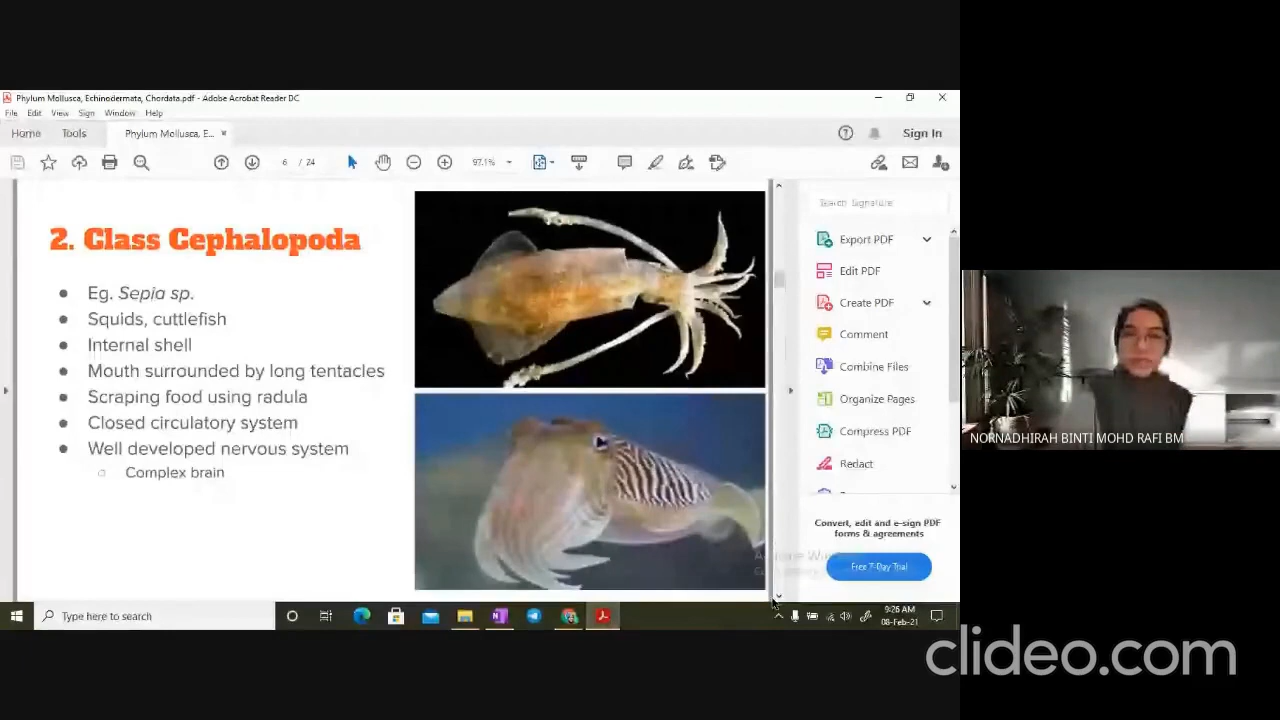 Phylum Mollusca, Echinodermata, Chordata.pdf - Adobe Acrobat Reader DC
File Edit View Sign Window Help
Home Tools Phylum Mollusca, E... × Sign In
6 / 24 97.1%
2. Class Cephalopoda
Eg. Sepia sp.
Squids, cuttlefish
Internal shell
Mouth surrounded by long tentacles
Scraping food using radula
Closed circulatory system
Well developed nervous system
Complex brain
Search Signature
Export PDF
Edit PDF
Create PDF
Comment
Combine Files
Organize Pages
Compress PDF
Redact
Convert, edit and e-sign PDF
forms & agreements
Free 7-Day Trial
Type here to search
9:26 AM
08-Feb-21
NORNADHIRAH BINTI MOHD RAFI BM
clideo.com